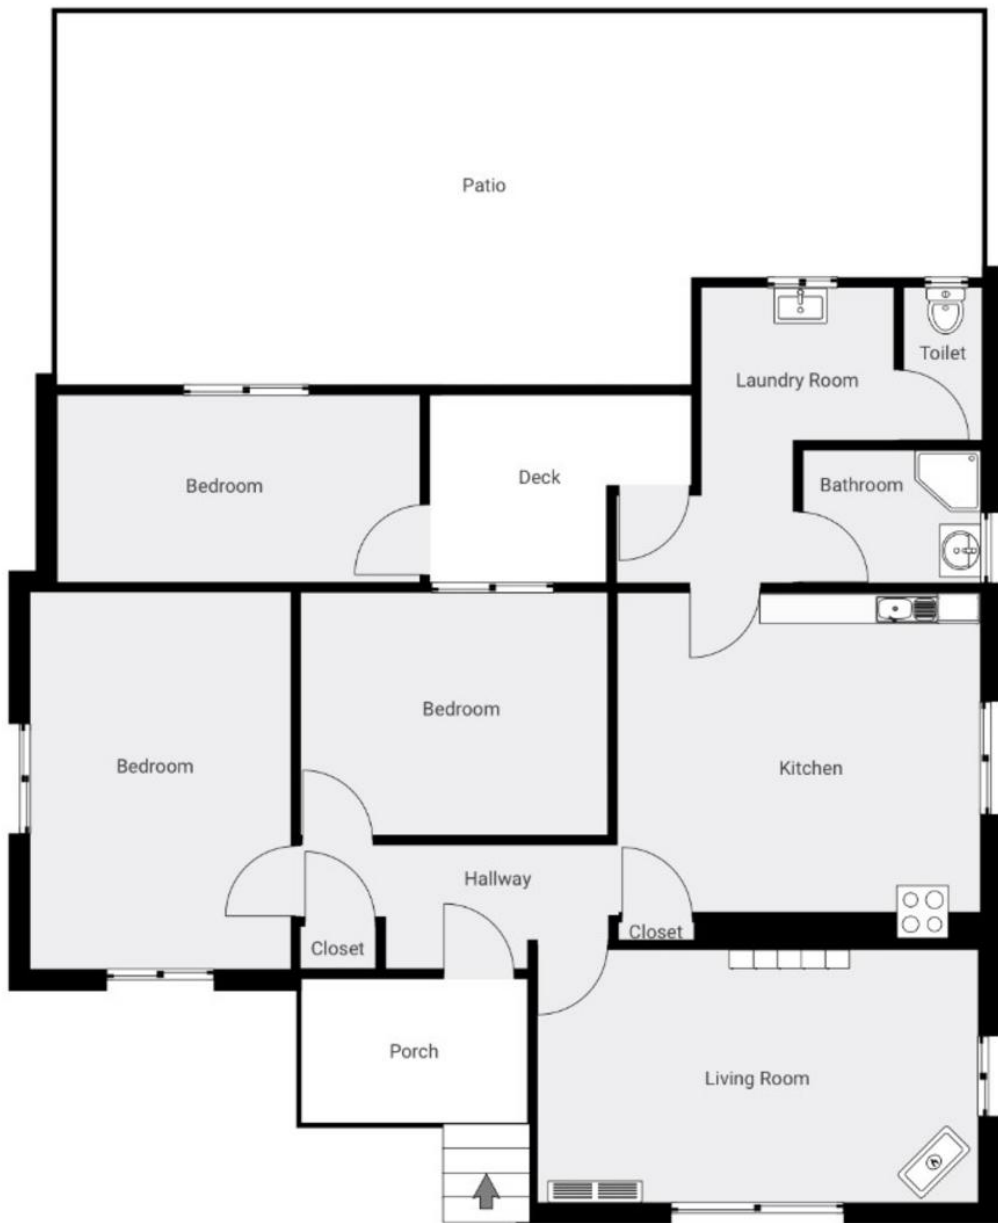 Patio
Toilet
Laundry Room
Deck
Bathroom
Bedroom
Bedroom
Bedroom
Kitchen
Hallway
Closet
Closet
Porch
Living Room